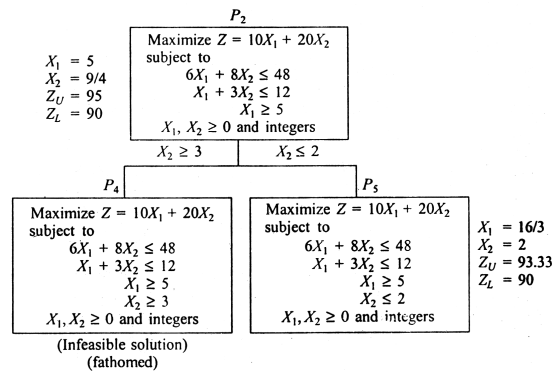 P₂
Maximize Z = 10X₁ + 20X₂
subject to
6X₁ + 8X₂ ≤ 48
X₁ + 3X₂ ≤ 12
X₁ ≥ 5
X₁, X₂ ≥ 0 and integers
X₁ = 5
X₂ = 9/4
Z_U = 95
Z_L = 90
X₂ ≥ 3
X₂ ≤ 2
P₄
Maximize Z = 10X₁ + 20X₂
subject to
6X₁ + 8X₂ ≤ 48
X₁ + 3X₂ ≤ 12
X₁ ≥ 5
X₂ ≥ 3
X₁, X₂ ≥ 0 and integers
(Infeasible solution)
(fathomed)
P₅
Maximize Z = 10X₁ + 20X₂
subject to
6X₁ + 8X₂ ≤ 48
X₁ + 3X₂ ≤ 12
X₁ ≥ 5
X₂ ≤ 2
X₁, X₂ ≥ 0 and integers
X₁ = 16/3
X₂ = 2
Z_U = 93.33
Z_L = 90